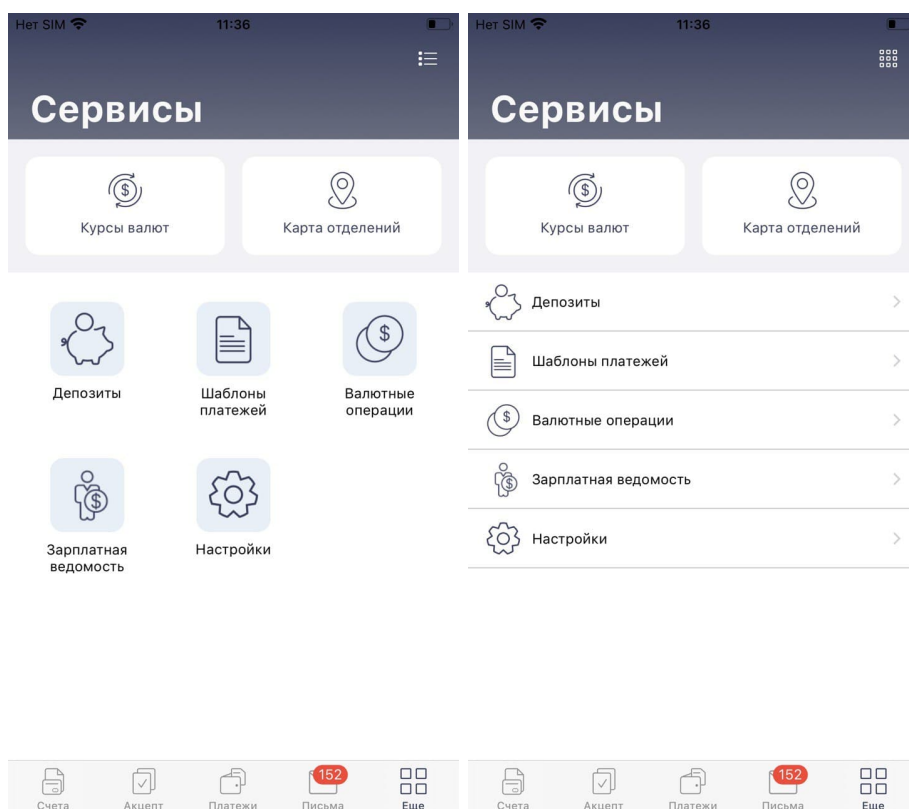 Нет SIM 11:36
Сервисы
Курсы валют Карта отделений
Депозиты Шаблоны платежей Валютные операции
Зарплатная ведомость Настройки
152
Счета Акцепт Платежи Письма Еще
Нет SIM 11:36
Сервисы
Курсы валют Карта отделений
Депозиты
Шаблоны платежей
Валютные операции
Зарплатная ведомость
Настройки
152
Счета Акцепт Платежи Письма Еще